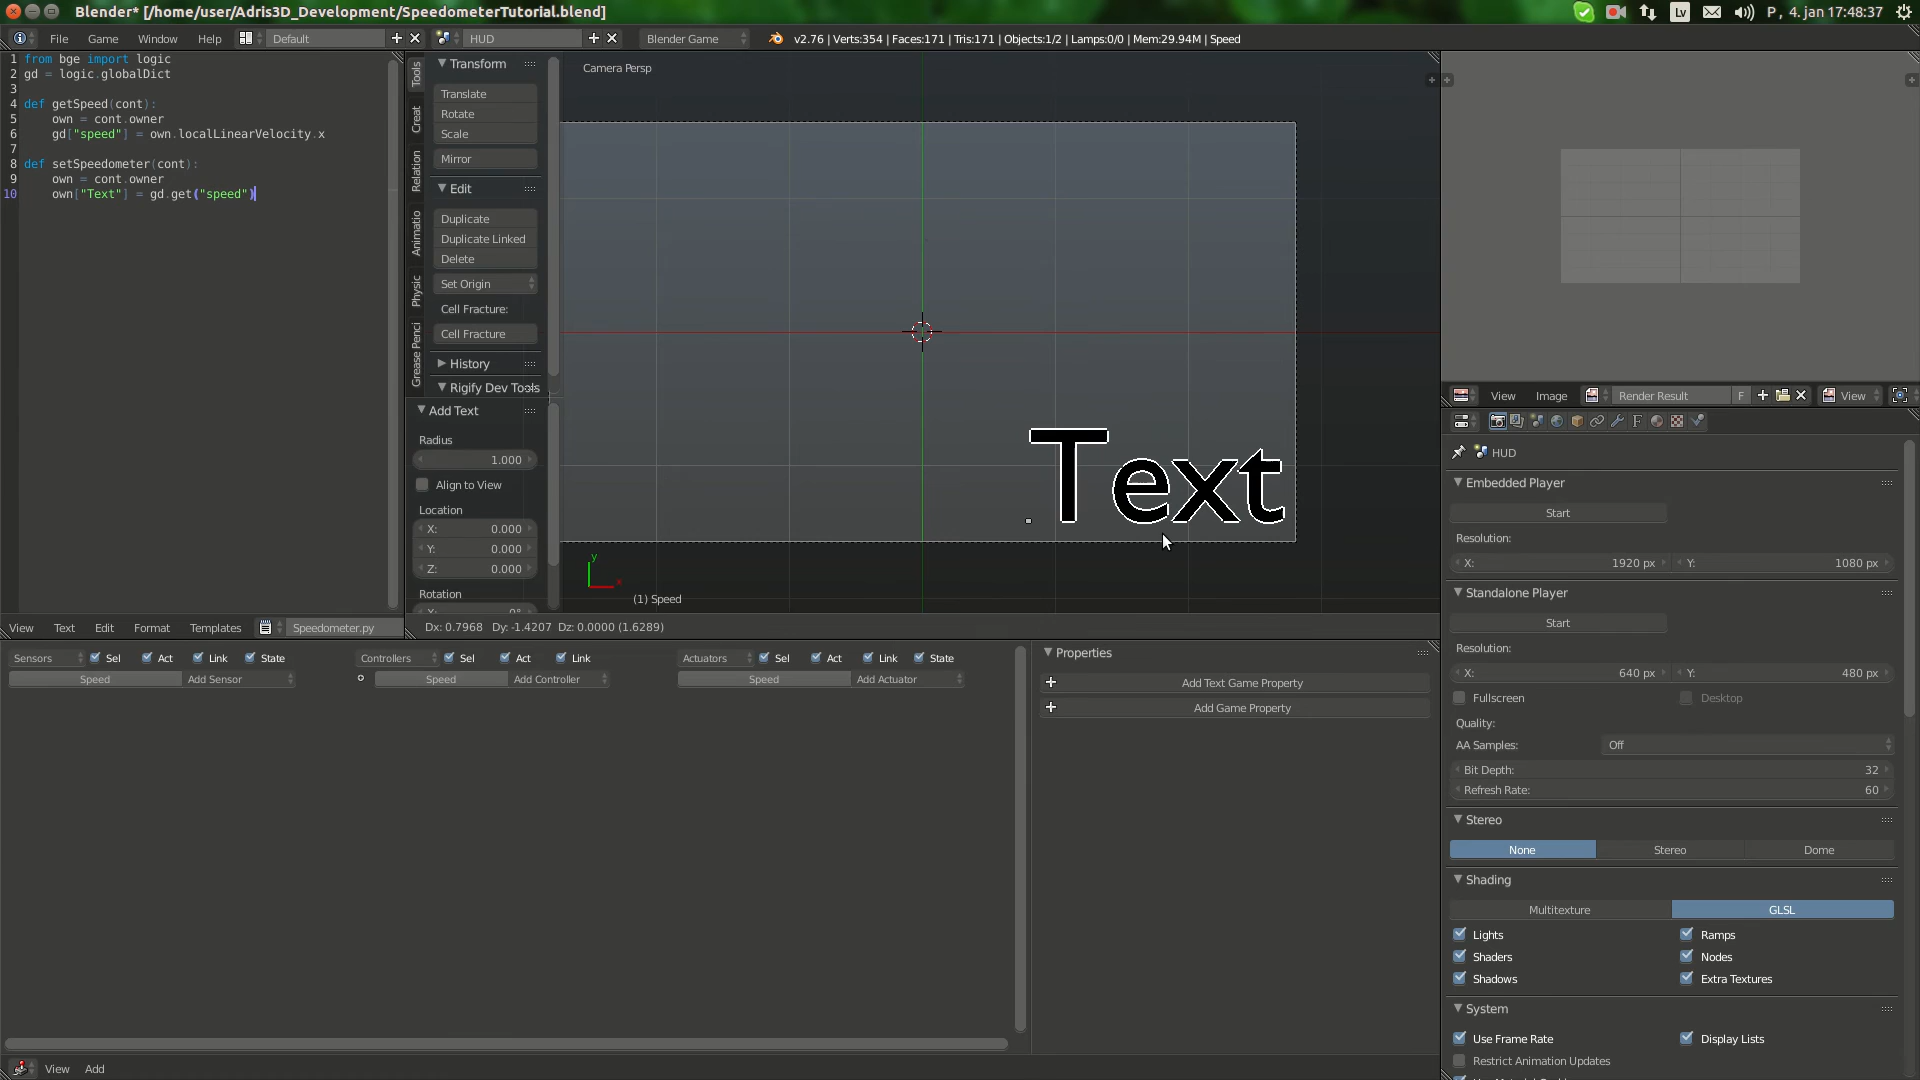 Blender* [/home/user/Adris3D_Development/SpeedometerTutorial.blend]
Lv
P , 4. jan 17:48:37
File Game Window Help Default HUD Blender Game v2.76 | Verts:354 | Faces:171 | Tris:171 | Objects:1/2 | Lamps:0/0 | Mem:29.94M | Speed
1 from bge import logic
2 gd = logic.globalDict
3
4 def getSpeed(cont):
5 own = cont.owner
6 gd["speed"] = own.localLinearVelocity.x
7
8 def setSpeedometer(cont):
9 own = cont.owner
10 own["Text"] = gd.get("speed")
View Text Edit Format Templates Speedometer.py
Tools
Creat
Relation
Animatio
Physic
Grease Penci
Transform
Translate
Rotate
Scale
Mirror
Edit
Duplicate
Duplicate Linked
Delete
Set Origin
Cell Fracture:
Cell Fracture
History
Rigify Dev Tools
Add Text
Radius
1.000
Align to View
Location
X: 0.000
Y: 0.000
Z: 0.000
Rotation
Camera Persp
Text
y
x
(1) Speed
Dx: 0.7968 Dy: -1.4207 Dz: 0.0000 (1.6289)
Sensors Sel Act Link State Controllers Sel Act Link Actuators Sel Act Link State
Speed Add Sensor Speed Add Controller Speed Add Actuator
Properties
Add Text Game Property
Add Game Property
View Add
View Image Render Result F View
HUD
Embedded Player
Start
Resolution:
X: 1920 px Y: 1080 px
Standalone Player
Start
Resolution:
X: 640 px Y: 480 px
Fullscreen Desktop
Quality:
AA Samples: Off
Bit Depth: 32
Refresh Rate: 60
Stereo
None Stereo Dome
Shading
Multitexture GLSL
Lights Ramps
Shaders Nodes
Shadows Extra Textures
System
Use Frame Rate Display Lists
Restrict Animation Updates